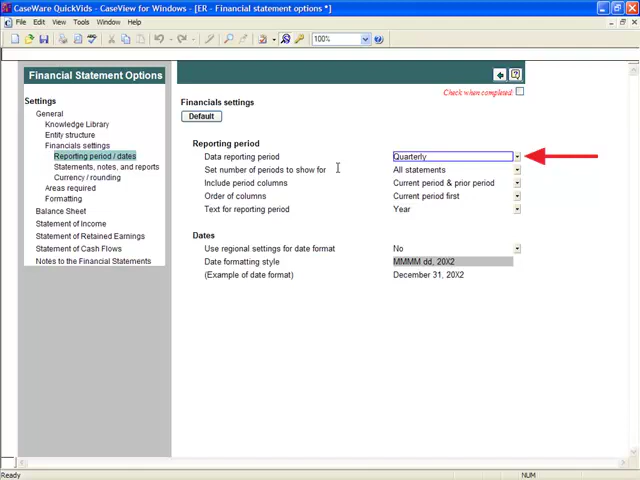 CaseWare QuickVids - CaseView for Windows - [ER - Financial statement options *]
File Edit View Tools Window Help
100%
Financial Statement Options
Check when completed:
Settings
General
Knowledge Library
Entity structure
Financials settings
Reporting period / dates
Statements, notes, and reports
Currency / rounding
Areas required
Formatting
Balance Sheet
Statement of Income
Statement of Retained Earnings
Statement of Cash Flows
Notes to the Financial Statements
Financials settings
Default
Reporting period
Data reporting period Quarterly
Set number of periods to show for All statements
Include period columns Current period & prior period
Order of columns Current period first
Text for reporting period Year
Dates
Use regional settings for date format No
Date formatting style MMMM dd, 20X2
(Example of date format) December 31, 20X2
Ready NUM